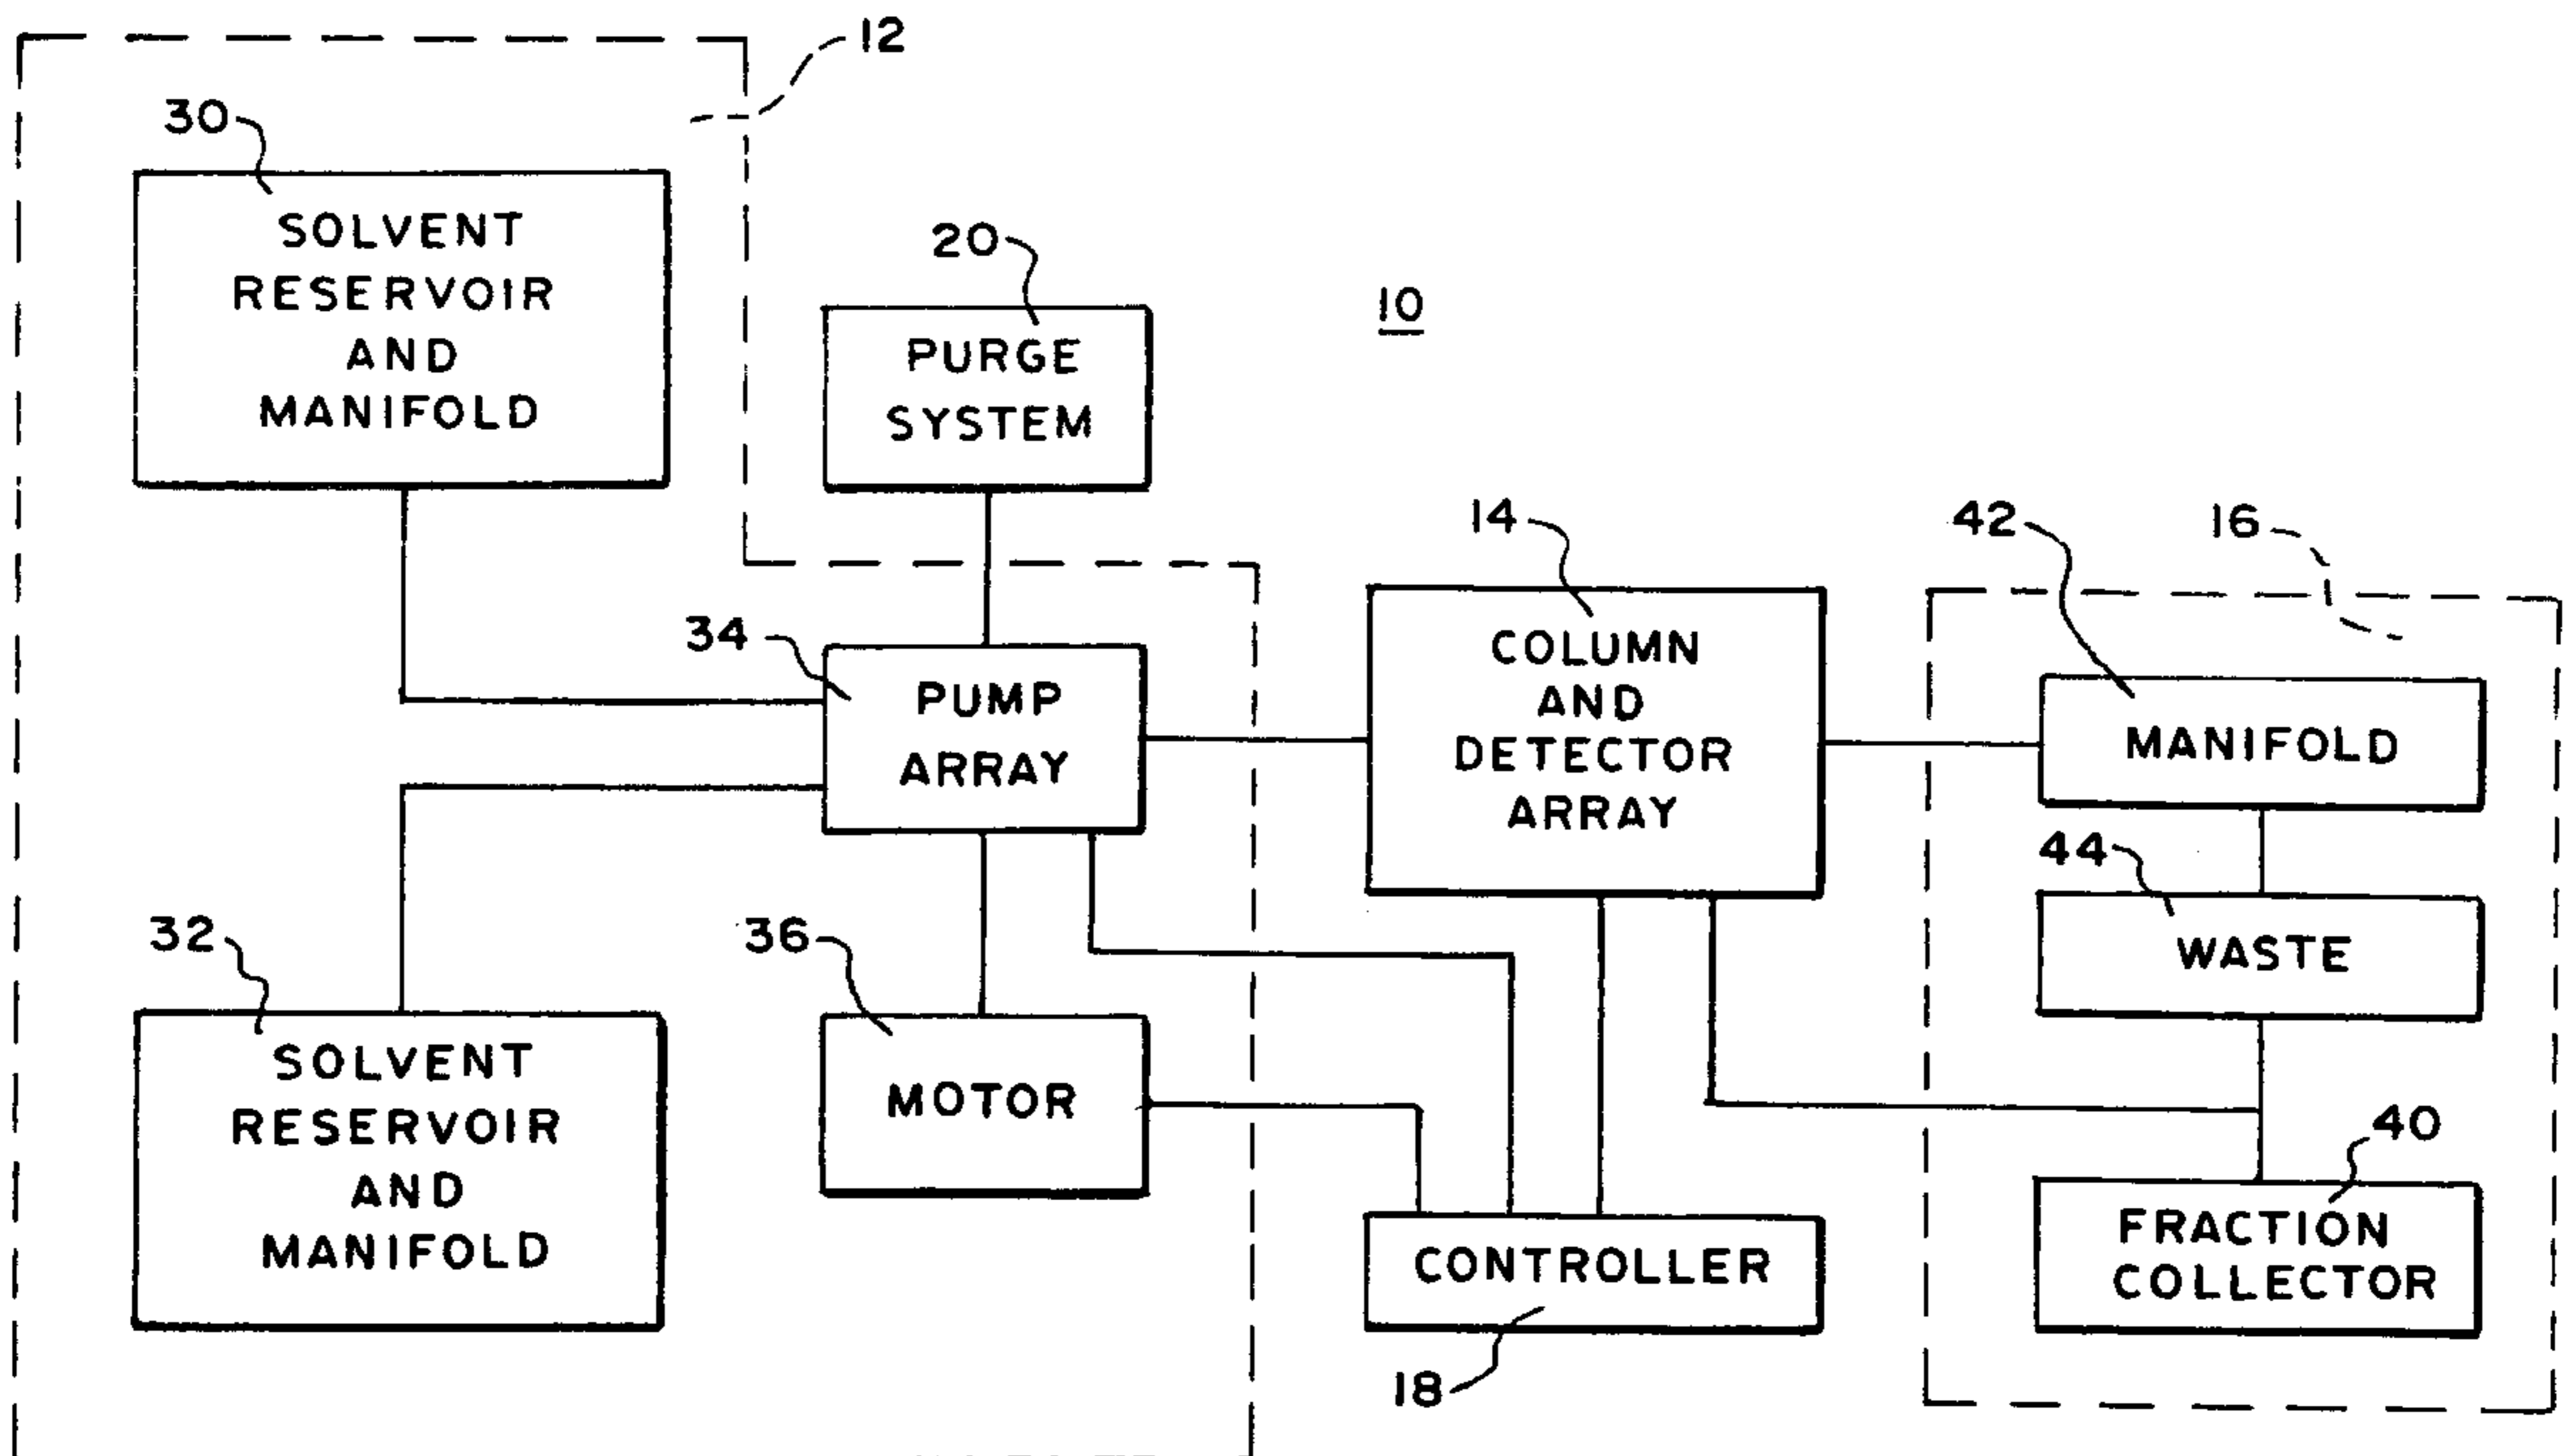 12
30
SOLVENT
RESERVOIR
AND
MANIFOLD
20
PURGE
SYSTEM
10
34
PUMP
ARRAY
14
COLUMN
AND
DETECTOR
ARRAY
16
42
MANIFOLD
44
WASTE
32
SOLVENT
RESERVOIR
AND
MANIFOLD
36
MOTOR
CONTROLLER
18
40
FRACTION
COLLECTOR